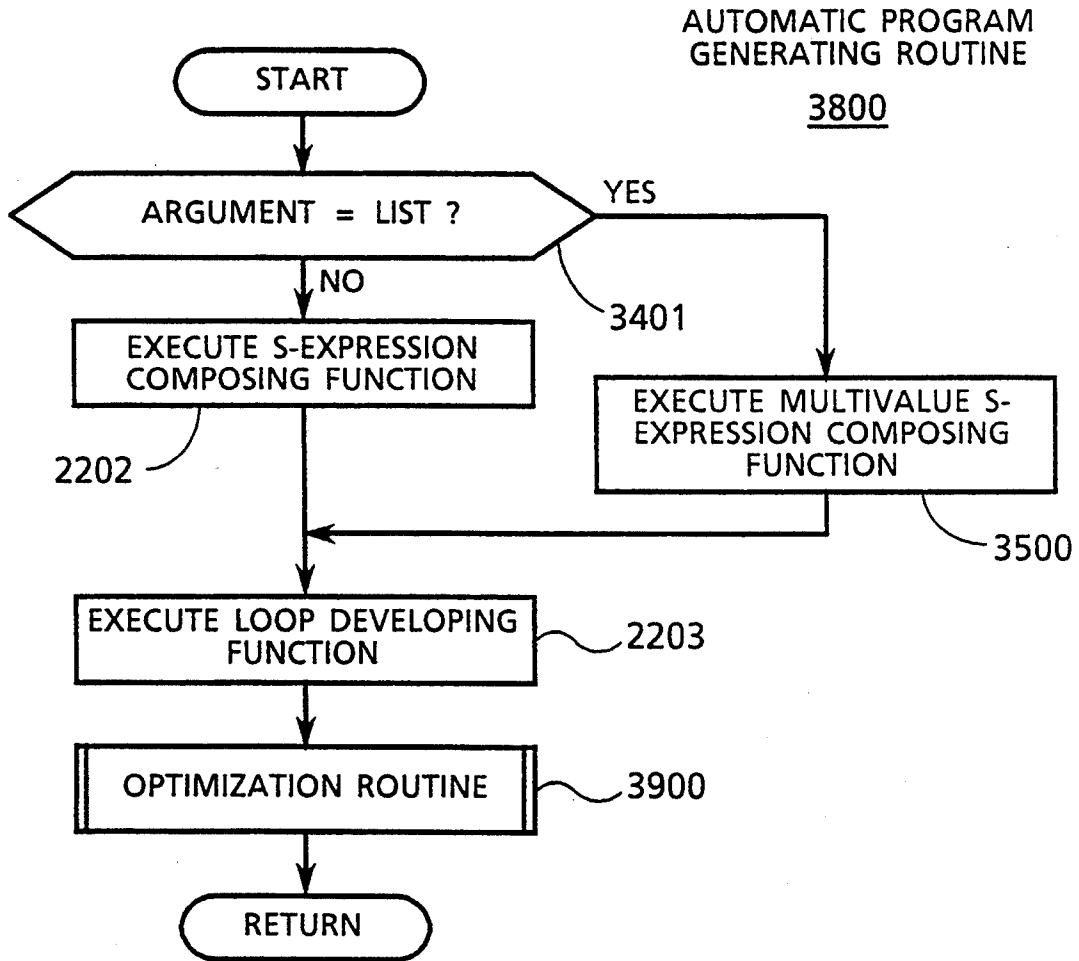 AUTOMATIC PROGRAM
GENERATING ROUTINE
3800
START
ARGUMENT = LIST ?
YES
NO
3401
EXECUTE S-EXPRESSION
COMPOSING FUNCTION
2202
EXECUTE MULTIVALUE S-
EXPRESSION COMPOSING
FUNCTION
3500
EXECUTE LOOP DEVELOPING
FUNCTION
2203
OPTIMIZATION ROUTINE
3900
RETURN